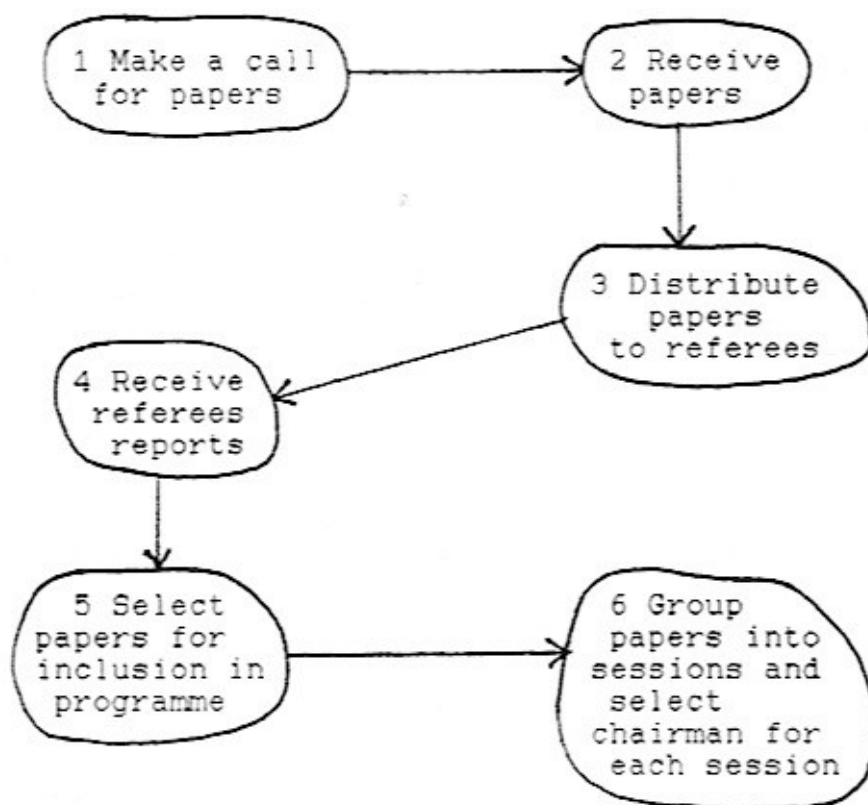 1 Make a call
for papers
2 Receive
papers
3 Distribute
papers
to referees
4 Receive
referees
reports
5 Select
papers for
inclusion in
programme
6 Group
papers into
sessions and
select
chairman for
each session